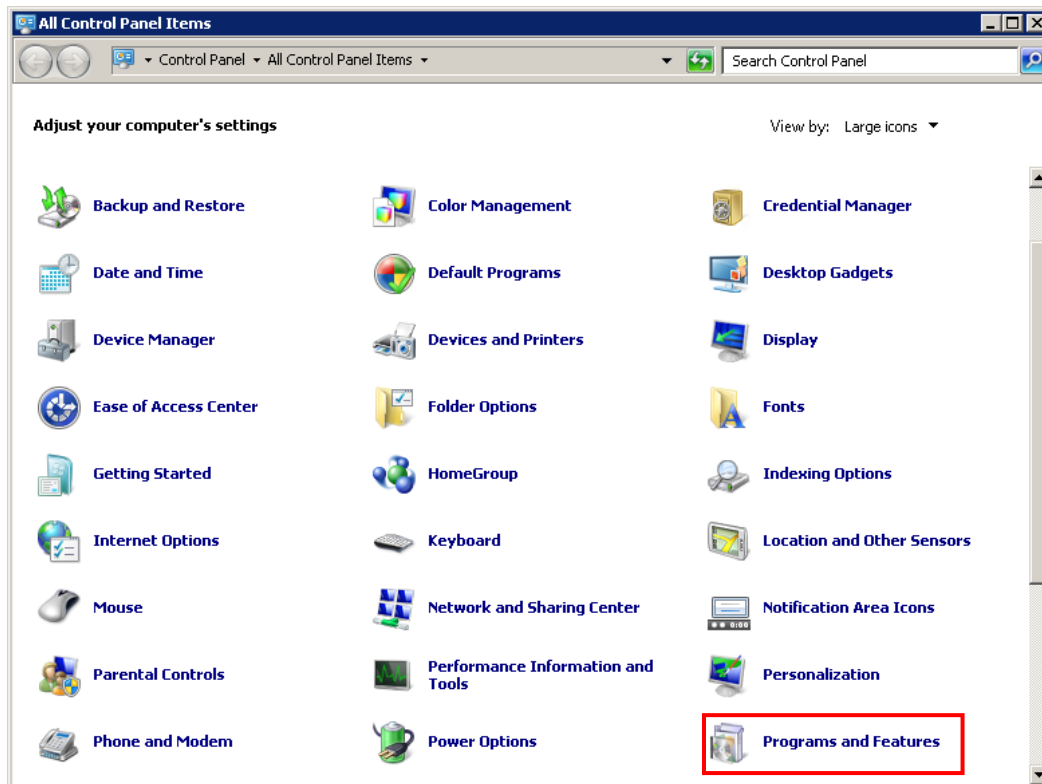 All Control Panel Items
Control Panel All Control Panel Items Search Control Panel
Adjust your computer's settings View by: Large icons
Backup and Restore Color Management Credential Manager
Date and Time Default Programs Desktop Gadgets
Device Manager Devices and Printers Display
Ease of Access Center Folder Options Fonts
Getting Started HomeGroup Indexing Options
Internet Options Keyboard Location and Other Sensors
Mouse Network and Sharing Center Notification Area Icons
Parental Controls Performance Information and Tools Personalization
Phone and Modem Power Options Programs and Features